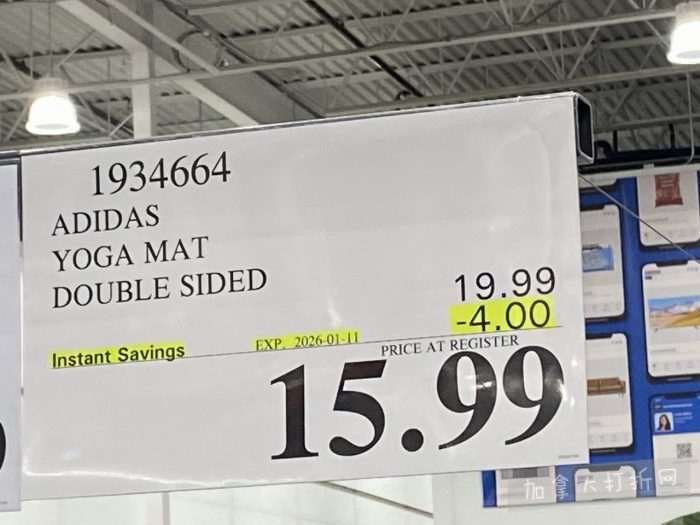 1934664
ADIDAS
YOGA MAT
DOUBLE SIDED
19.99
-4.00
Instant Savings
EXP. 2026-01-11
PRICE AT REGISTER
15.99
加拿大打折网